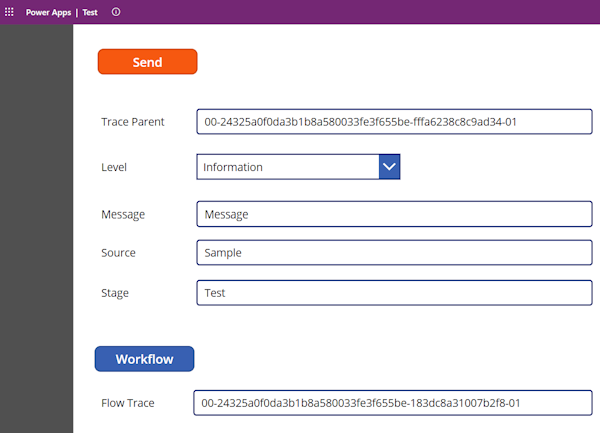 Power Apps | Test
Send
Trace Parent 00-24325a0f0da3b1b8a580033fe3f655be-fffa6238c8c9ad34-01
Level Information
Message Message
Source Sample
Stage Test
Workflow
Flow Trace 00-24325a0f0da3b1b8a580033fe3f655be-183dc8a31007b2f8-01